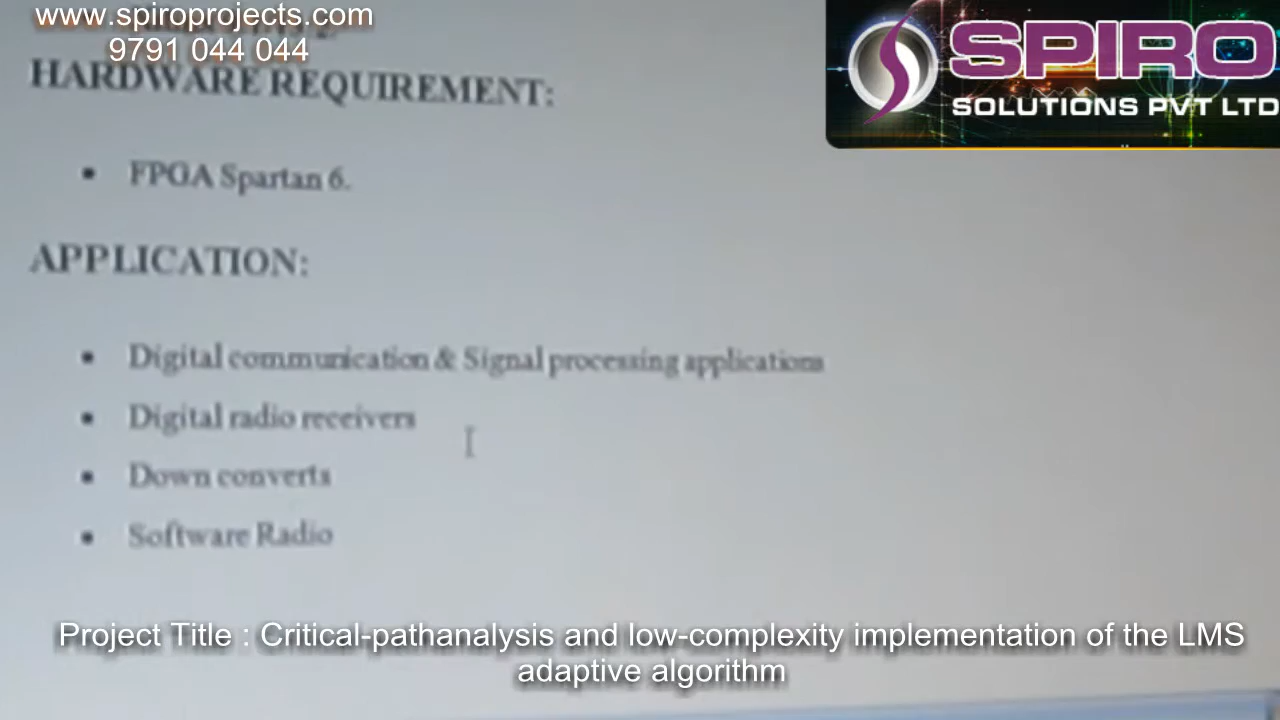 www.spiroprojects.com
9791 044 044
SPIRO
SOLUTIONS PVT LTD
HARDWARE REQUIREMENT:
• FPGA Spartan 6.
APPLICATION:
• Digital communication & Signal processing applications
• Digital radio receivers
• Down converts
• Software Radio
Project Title : Critical-pathanalysis and low-complexity implementation of the LMS
adaptive algorithm